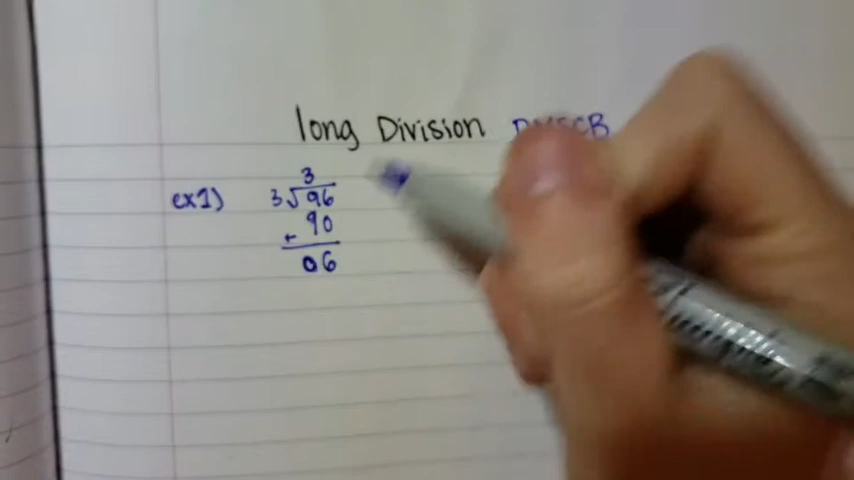 long Division
ex1) 3
3√96
90
-
06